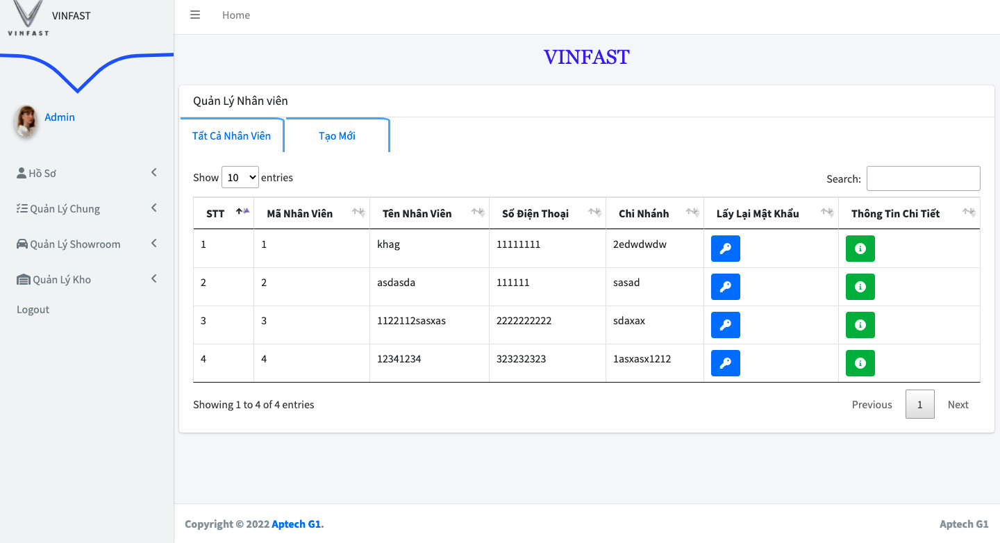 VINFAST
VINFAST
Admin
Hồ Sơ
Quản Lý Chung
Quản Lý Showroom
Quản Lý Kho
Logout
Home
VINFAST
Quản Lý Nhân viên
Tất Cả Nhân Viên Tạo Mới
Show 10 entries Search:
STT Mã Nhân Viên Tên Nhân Viên Số Điện Thoại Chi Nhánh Lấy Lại Mật Khẩu Thông Tin Chi Tiết
1 1 khag 11111111 2edwdwdw
2 2 asdasda 111111 sasad
3 3 1122112sasxas 2222222222 sdaxax
4 4 12341234 323232323 1asxasx1212
Showing 1 to 4 of 4 entries Previous 1 Next
Copyright © 2022 Aptech G1. Aptech G1